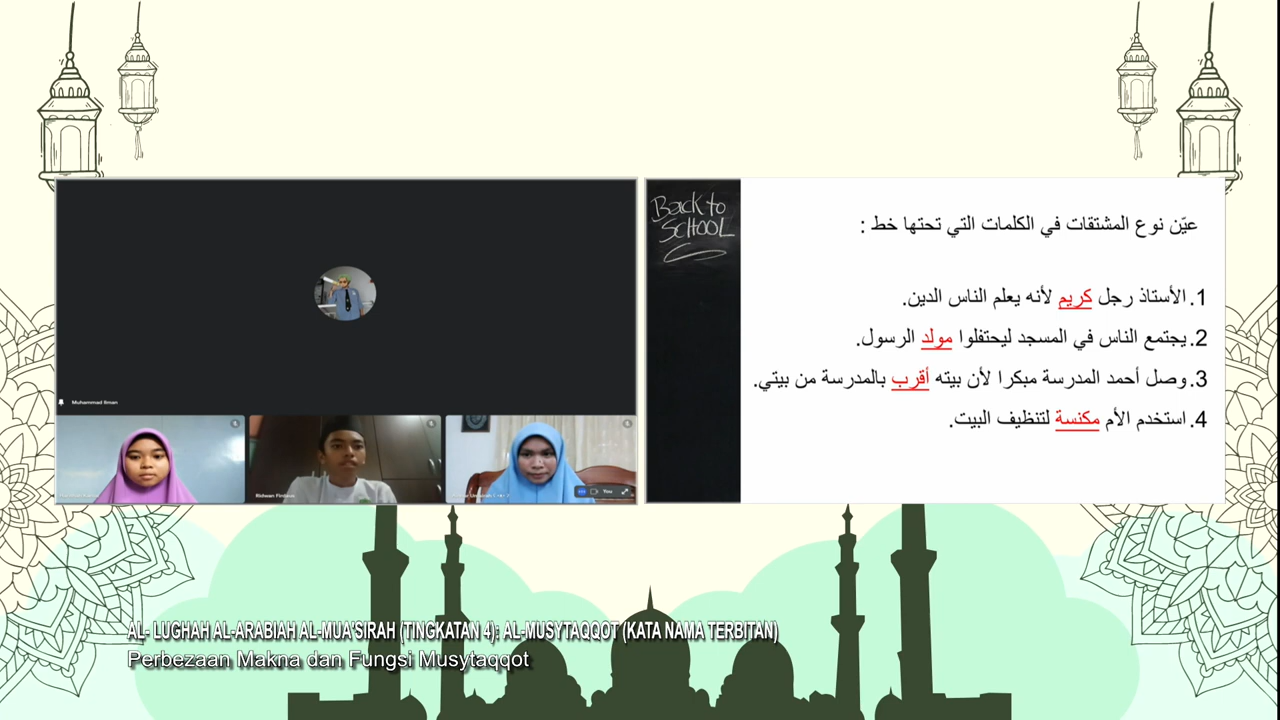 Back to
SCHOOL
عيّن نوع المشتقات في الكلمات التي تحتها خط :
1. الأستاذ رجل كريم لأنه يعلم الناس الدين.
2. يجتمع الناس في المسجد ليحتفلوا مولد الرسول.
3. وصل أحمد المدرسة مبكرا لأن بيته أقرب بالمدرسة من بيتي.
4. استخدم الأم مكنسة لتنظيف البيت.
Muhammad Ilman
Ridwan Firdaus
You
AL- LUGHAH AL-ARABIAH AL-MUA'SIRAH (TINGKATAN 4): AL-MUSYTAQQOT (KATA NAMA TERBITAN)
Perbezaan Makna dan Fungsi Musytaqqot